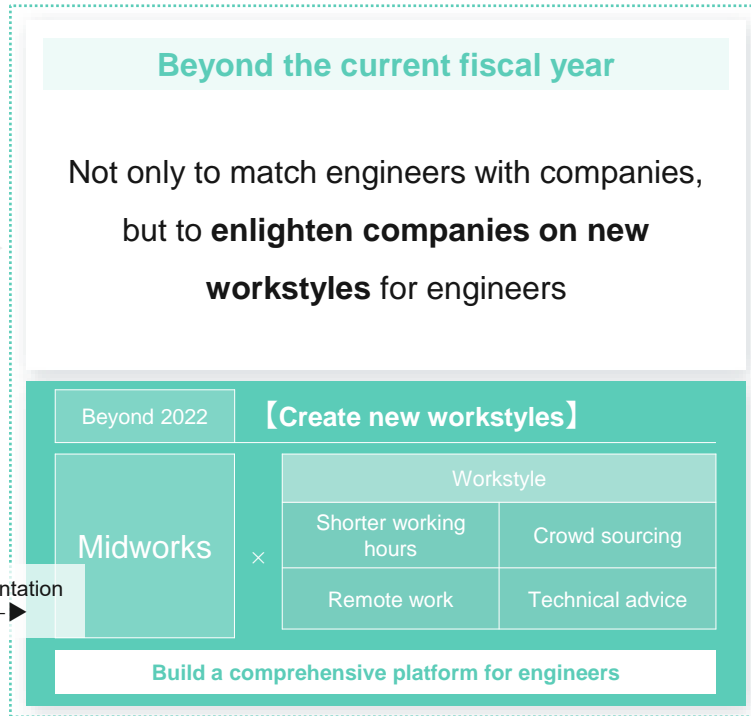 Beyond the current fiscal year
Not only to match engineers with companies,
but to enlighten companies on new
workstyles for engineers
Beyond 2022
【Create new workstyles】
Midworks
×
Workstyle
Shorter working
hours
Crowd sourcing
Remote work
Technical advice
ntation
Build a comprehensive platform for engineers